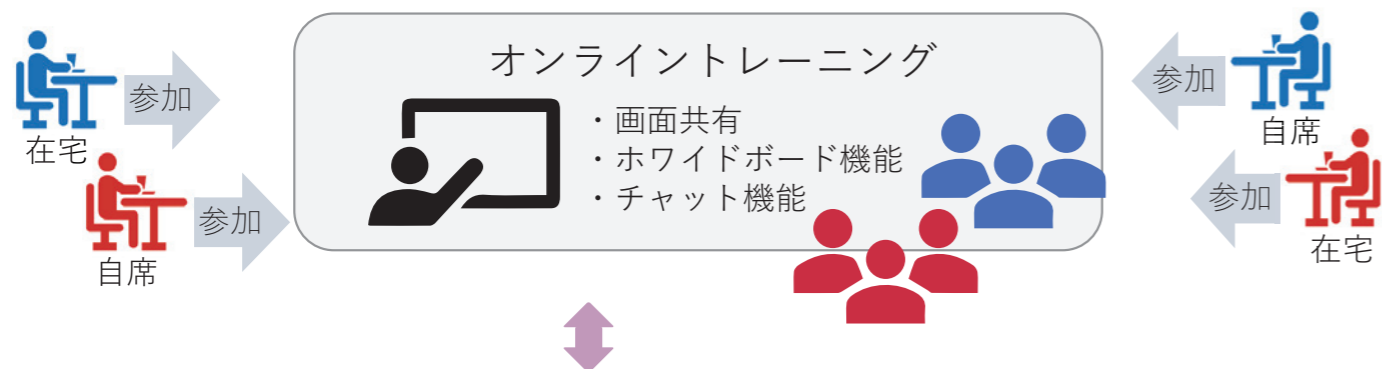 オンライントレーニング
・画面共有
・ホワイドボード機能
・チャット機能
参加
在宅
参加
自席
参加
自席
参加
在宅